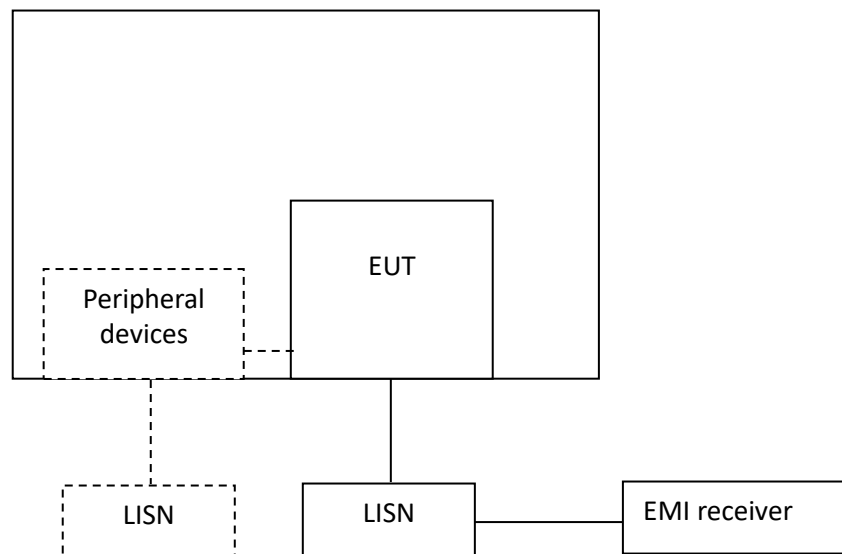 EUT
Peripheral
devices
LISN
LISN
EMI receiver